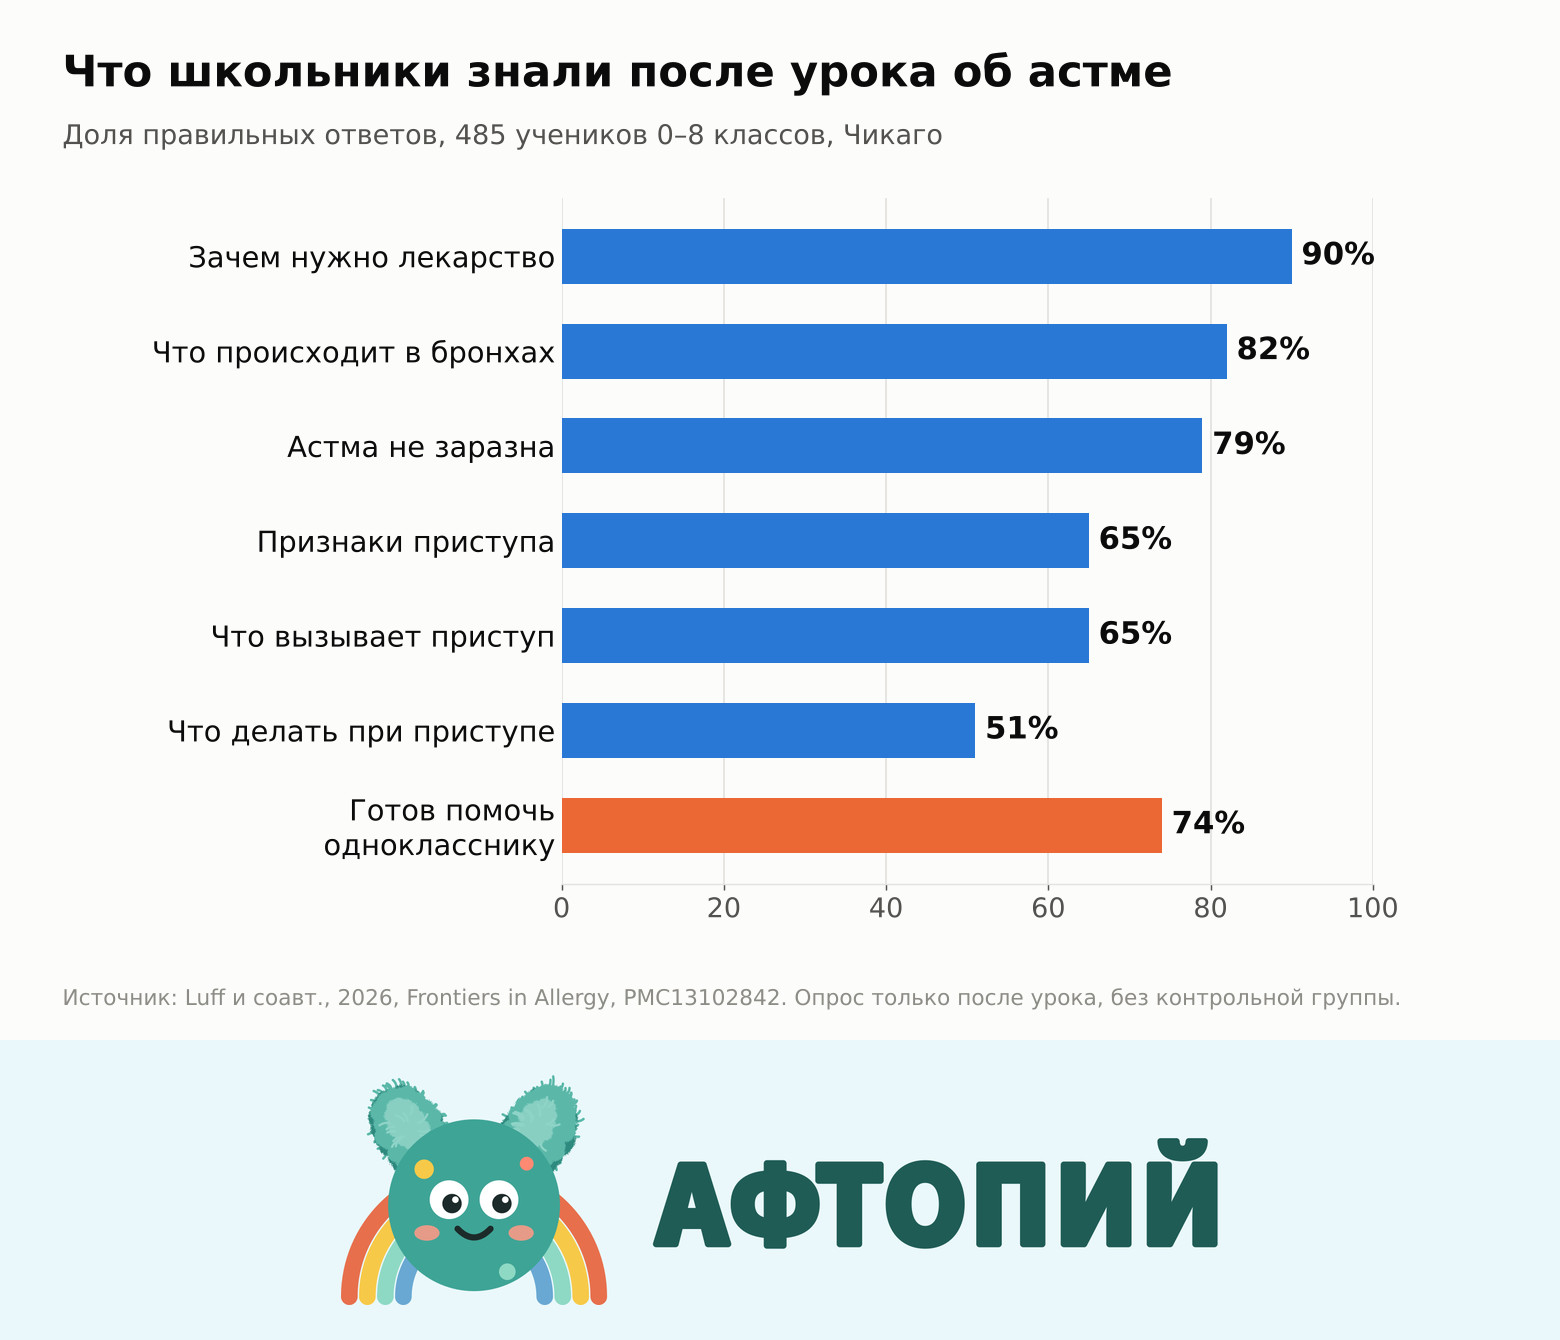 Что школьники знали после урока об астме
Доля правильных ответов, 485 учеников 0–8 классов, Чикаго
Зачем нужно лекарство 90%
Что происходит в бронхах 82%
Астма не заразна 79%
Признаки приступа 65%
Что вызывает приступ 65%
Что делать при приступе 51%
Готов помочь
однокласснику 74%
0 20 40 60 80 100
Источник: Luff и соавт., 2026, Frontiers in Allergy, PMC13102842. Опрос только после урока, без контрольной группы.
АФТОПИЙ